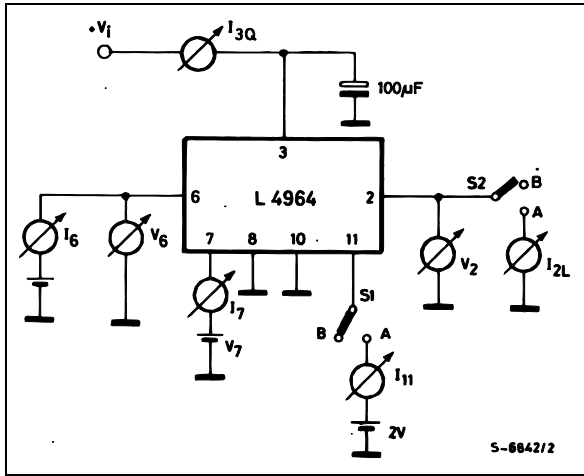 +Vi
I3Q
100µF
3
6
L 4964
2
S2
B
A
7
8
10
11
I6
V6
I7
V7
S1
B
A
V2
I2L
I11
2V
S-6842/2